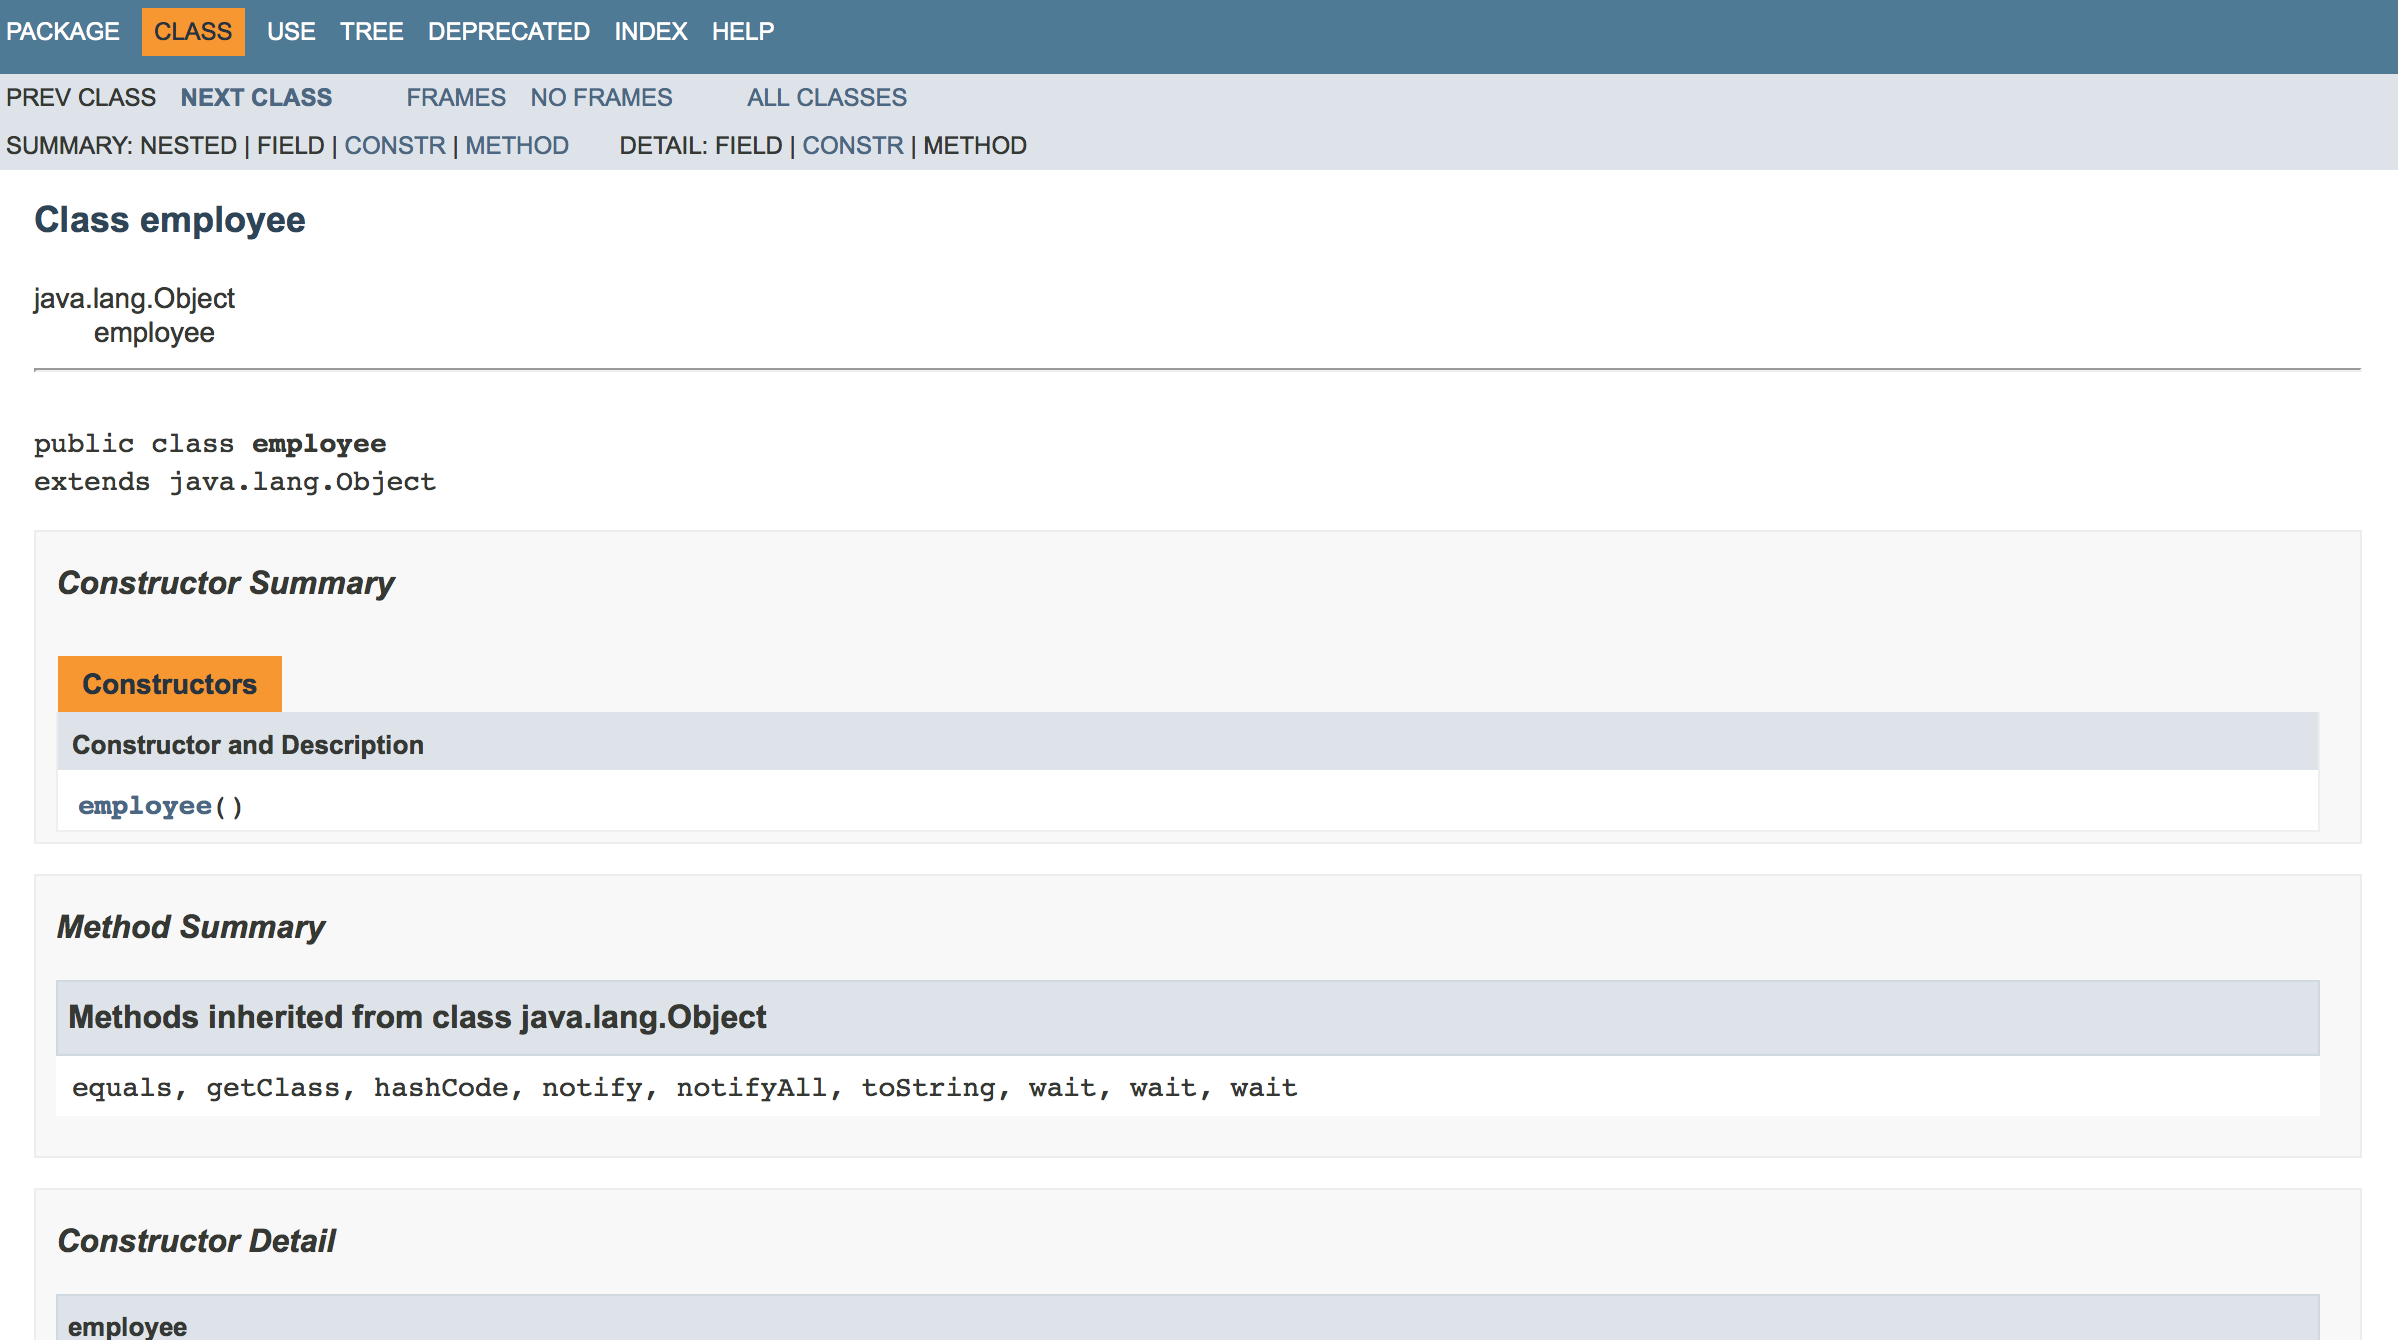 PACKAGE CLASS USE TREE DEPRECATED INDEX HELP
PREV CLASS NEXT CLASS FRAMES NO FRAMES ALL CLASSES
SUMMARY: NESTED | FIELD | CONSTR | METHOD DETAIL: FIELD | CONSTR | METHOD
Class employee
java.lang.Object
employee
public class employee
extends java.lang.Object
Constructor Summary
Constructors
Constructor and Description
employee()
Method Summary
Methods inherited from class java.lang.Object
equals, getClass, hashCode, notify, notifyAll, toString, wait, wait, wait
Constructor Detail
employee